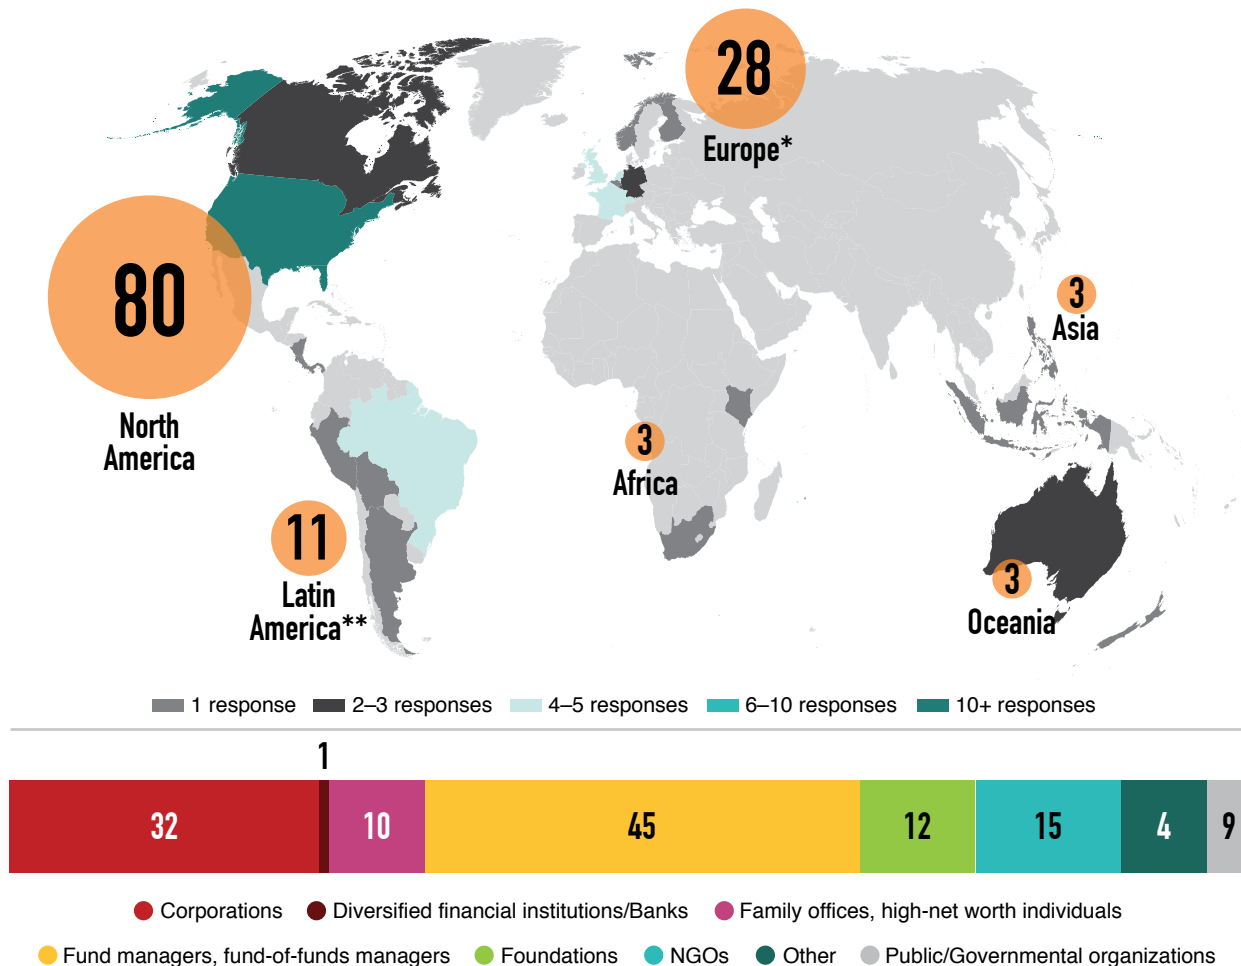 28
Europe*
80
North
America
3
Asia
3
Africa
11
Latin
America**
3
Oceania
1 response 2–3 responses 4–5 responses 6–10 responses 10+ responses
1
32 10 45 12 15 4 9
Corporations Diversified financial institutions/Banks Family offices, high-net worth individuals
Fund managers, fund-of-funds managers Foundations NGOs Other Public/Governmental organizations